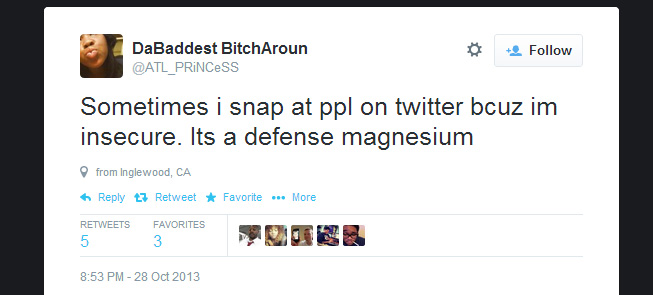 DaBaddest BitchAroun
@ATL_PRiNCeSS
Follow
Sometimes i snap at ppl on twitter bcuz im
insecure. Its a defense magnesium
from Inglewood, CA
Reply Retweet Favorite More
RETWEETS FAVORITES
5 3
8:53 PM - 28 Oct 2013